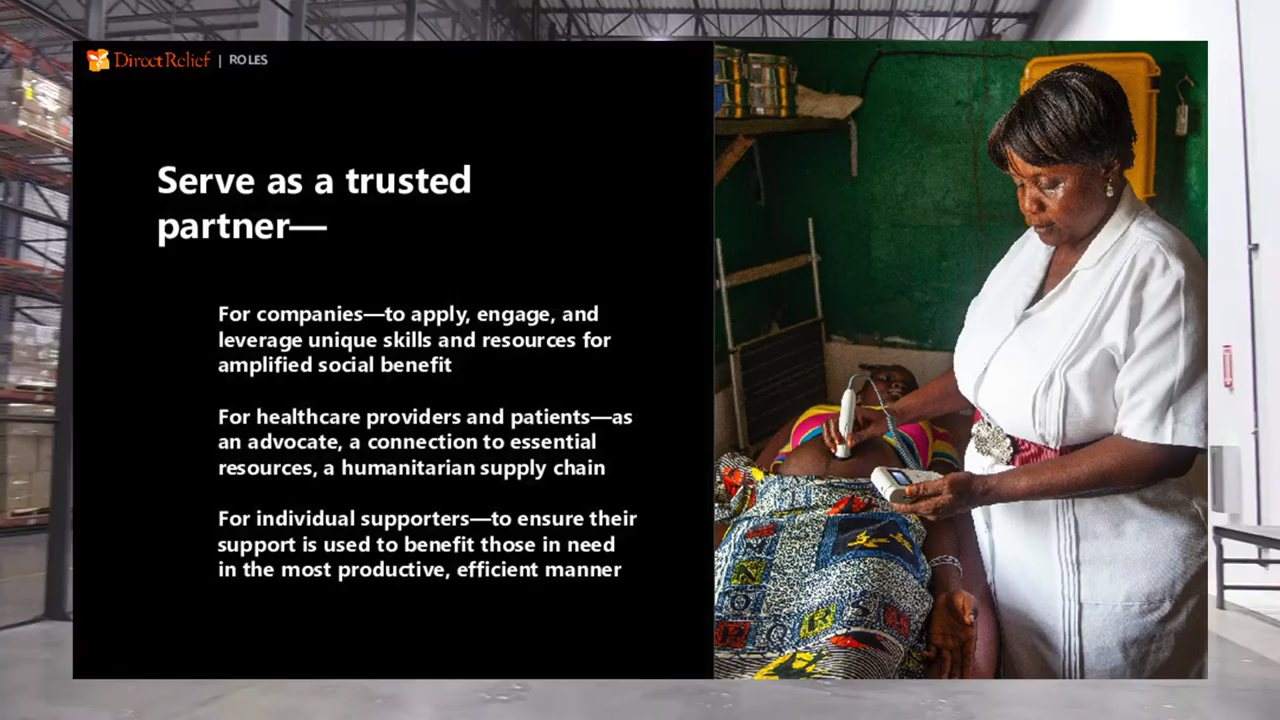 DirectRelief | ROLES
Serve as a trusted
partner—
For companies—to apply, engage, and
leverage unique skills and resources for
amplified social benefit
For healthcare providers and patients—as
an advocate, a connection to essential
resources, a humanitarian supply chain
For individual supporters—to ensure their
support is used to benefit those in need
in the most productive, efficient manner
N
O
P Q R S